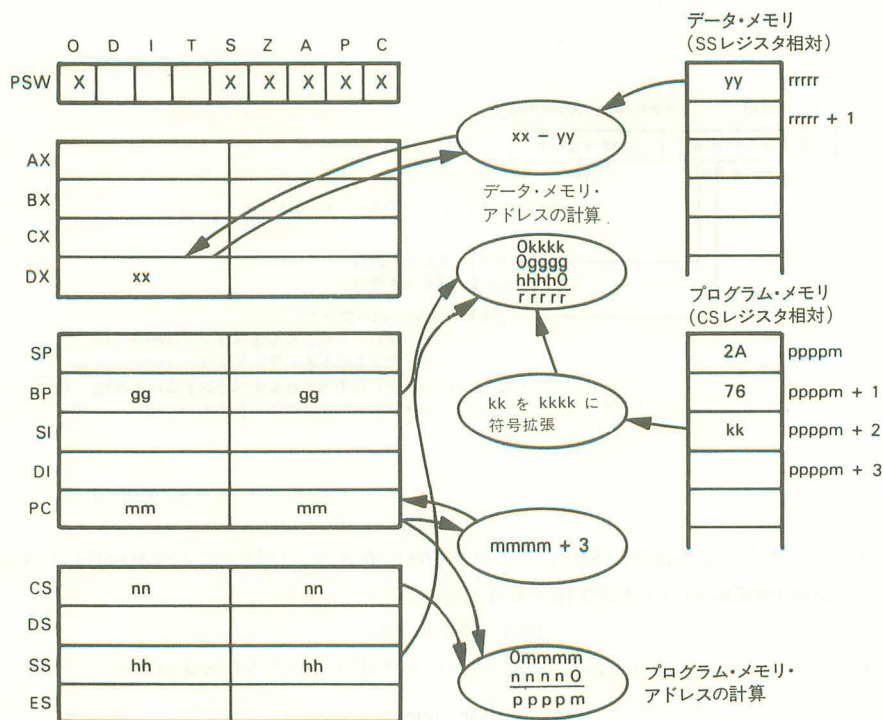 O D I T S Z A P C
PSW X X X X X X
AX
BX
CX
DX xx
SP
BP gg gg
SI
DI
PC mm mm
CS nn nn
DS
SS hh hh
ES
xx − yy
データ・メモリ・
アドレスの計算
0kkkk
0gggg
hhhh0
rrrrr
kk を kkkk に
符号拡張
mmmm + 3
0mmmm
nnnn0
ppppm
プログラム・メモリ・
アドレスの計算
データ・メモリ
(SSレジスタ相対)
yy rrrrr
rrrrr + 1
プログラム・メモリ
(CSレジスタ相対)
2A ppppm
76 ppppm + 1
kk ppppm + 2
ppppm + 3